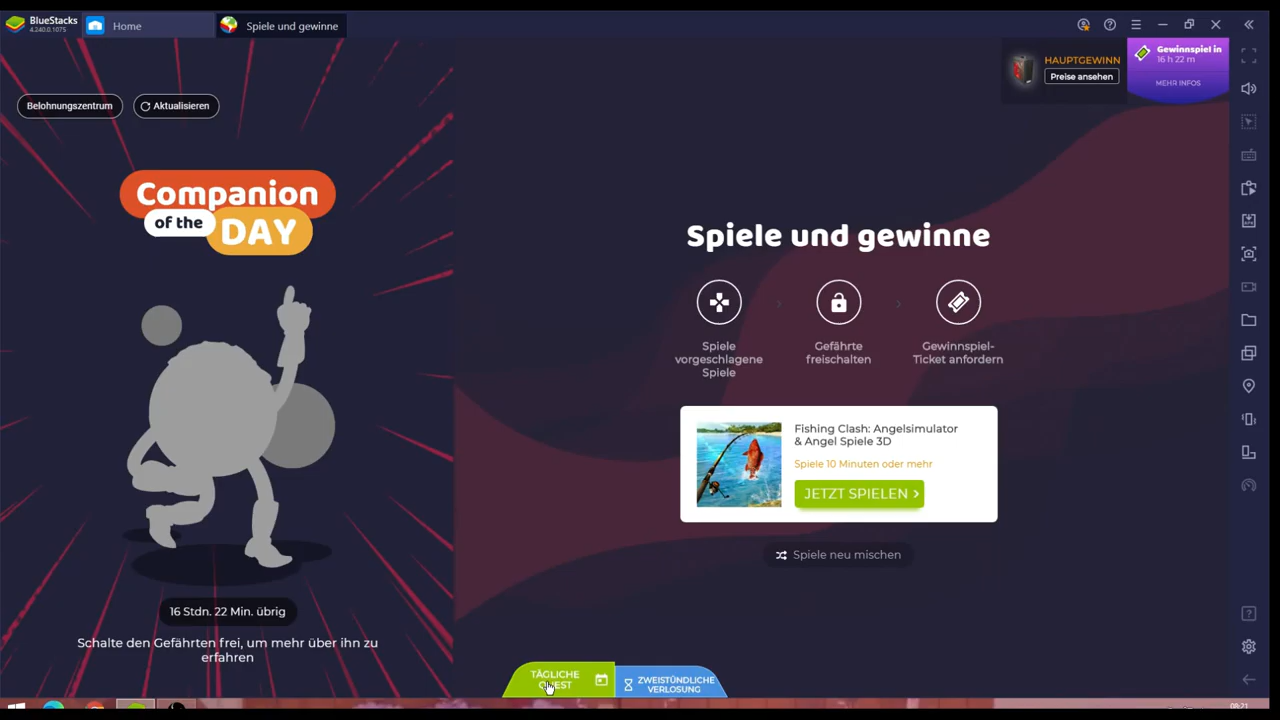 BlueStacks
4.240.0.1075
Home
Spiele und gewinne
HAUPTGEWINN
Preise ansehen
Gewinnspiel in
16 h 22 m
MEHR INFOS
Belohnungszentrum
Aktualisieren
Companion
of the
DAY
16 Stdn. 22 Min. übrig
Schalte den Gefährten frei, um mehr über ihn zu
erfahren
Spiele und gewinne
Spiele
vorgeschlagene
Spiele
Gefährte
freischalten
Gewinnspiel-
Ticket anfordern
Fishing Clash: Angelsimulator
& Angel Spiele 3D
Spiele 10 Minuten oder mehr
JETZT SPIELEN
Spiele neu mischen
TÄGLICHE
QUEST
ZWEISTÜNDLICHE
VERLOSUNG
08:21